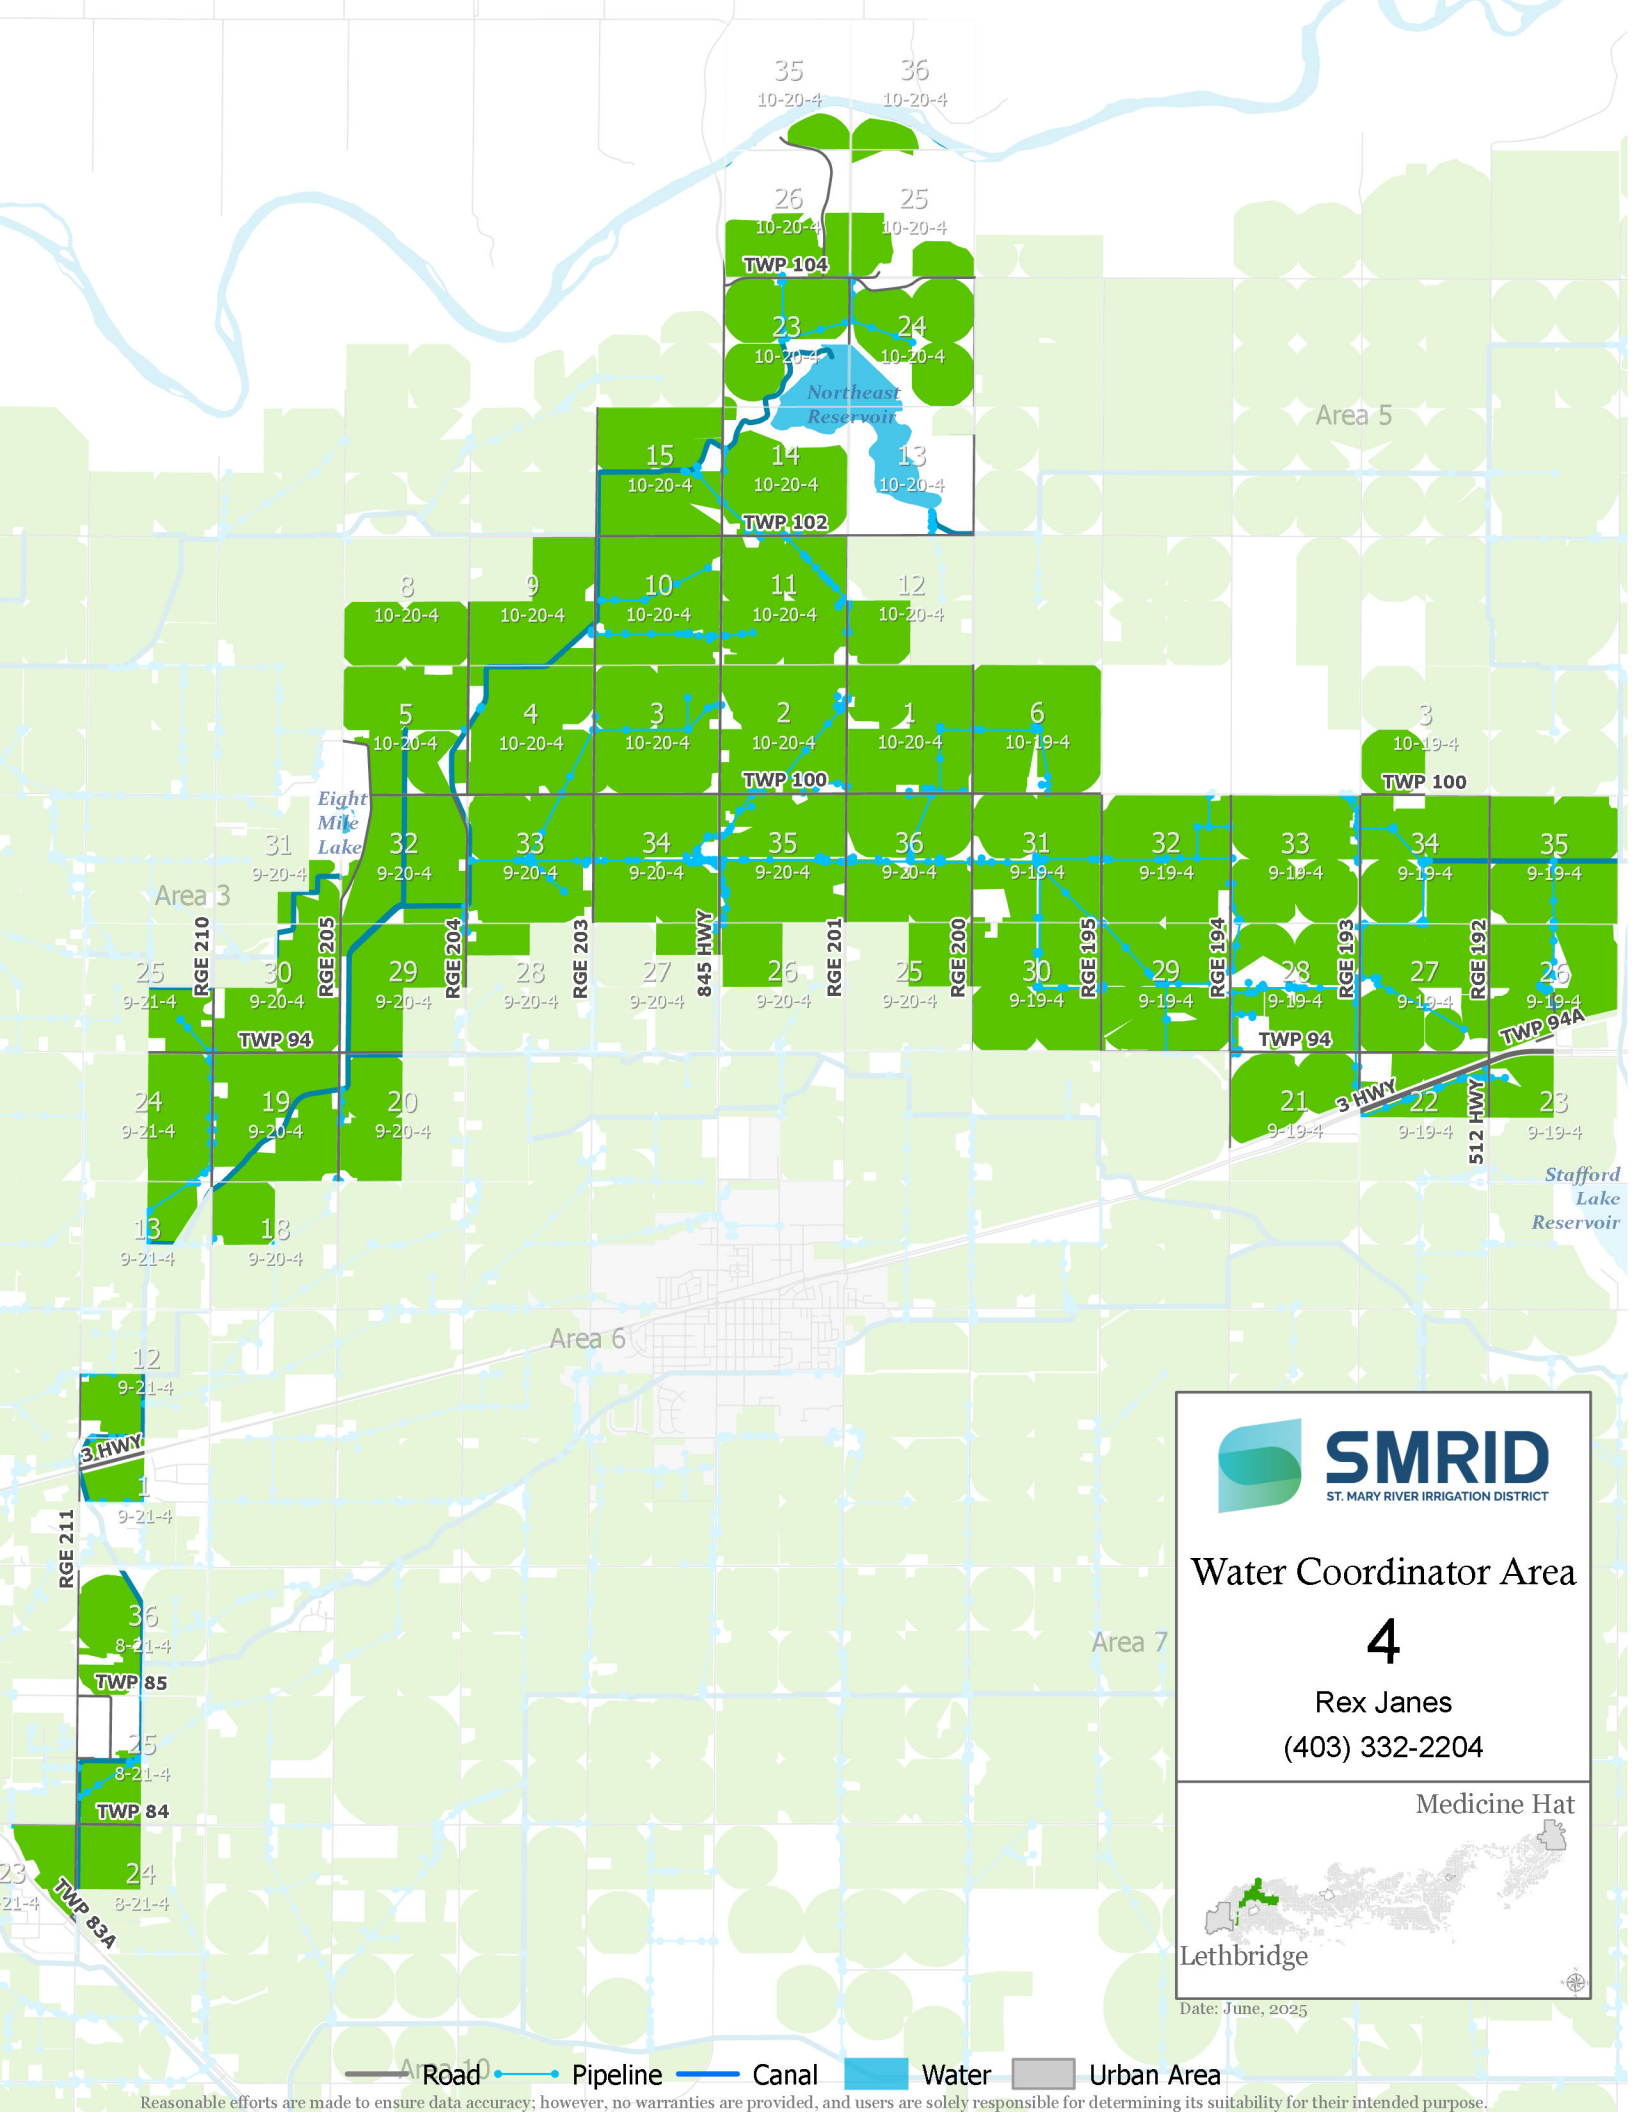 35
10-20-4
36
10-20-4
26
10-20-4
25
10-20-4
TWP 104
23
10-20-4
24
10-20-4
Northeast
Reservoir
Area 5
15
10-20-4
14
10-20-4
13
10-20-4
TWP 102
8
10-20-4
9
10-20-4
10
10-20-4
11
10-20-4
12
10-20-4
5
10-20-4
4
10-20-4
3
10-20-4
2
10-20-4
1
10-20-4
6
10-19-4
3
10-19-4
TWP 100
TWP 100
Eight
Mile
Lake
31
9-20-4
32
9-20-4
33
9-20-4
34
9-20-4
35
9-20-4
36
9-20-4
31
9-19-4
32
9-19-4
33
9-19-4
34
9-19-4
35
9-19-4
Area 3
RGE 210
RGE 205
RGE 204
RGE 203
845 HWY
RGE 201
RGE 200
RGE 195
RGE 194
RGE 193
RGE 192
25
9-21-4
30
9-20-4
29
9-20-4
28
9-20-4
27
9-20-4
26
9-20-4
25
9-20-4
30
9-19-4
29
9-19-4
28
9-19-4
27
9-19-4
26
9-19-4
TWP 94
TWP 94
TWP 94A
24
9-21-4
19
9-20-4
20
9-20-4
21
9-19-4
3 HWY
22
9-19-4
512 HWY
23
9-19-4
Stafford
Lake
Reservoir
13
9-21-4
18
9-20-4
Area 6
12
9-21-4
3 HWY
1
9-21-4
RGE 211
36
8-21-4
TWP 85
25
8-21-4
TWP 84
23
-21-4
24
8-21-4
TWP 83A
Area 7
SMRID
ST. MARY RIVER IRRIGATION DISTRICT
Water Coordinator Area
4
Rex Janes
(403) 332-2204
Medicine Hat
Lethbridge
Date: June, 2025
Area 10
Road Pipeline Canal Water Urban Area
Reasonable efforts are made to ensure data accuracy; however, no warranties are provided, and users are solely responsible for determining its suitability for their intended purpose.